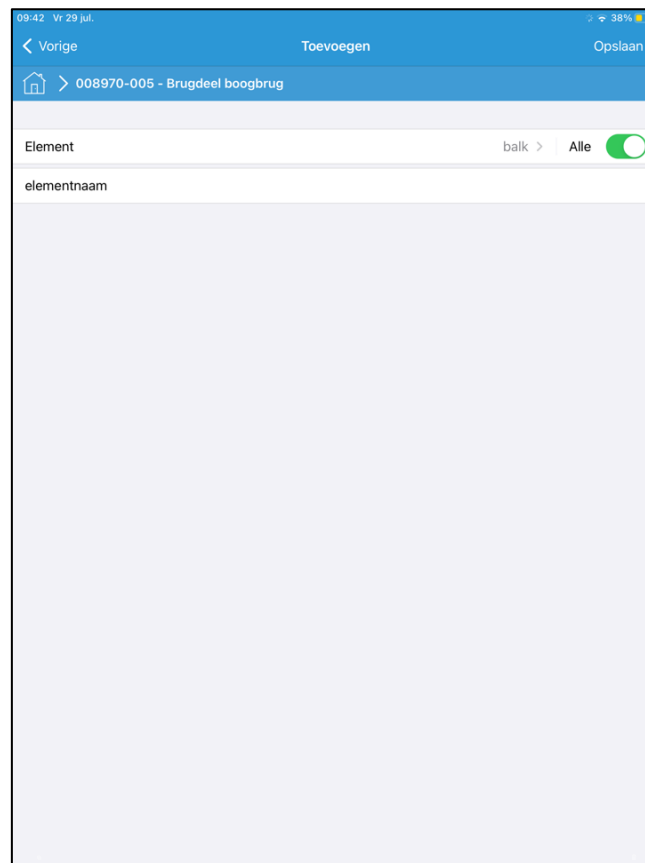 09:42 Vr 29 jul. 38%
Vorige Toevoegen Opslaan
008970-005 - Brugdeel boogbrug
Element balk Alle
elementnaam